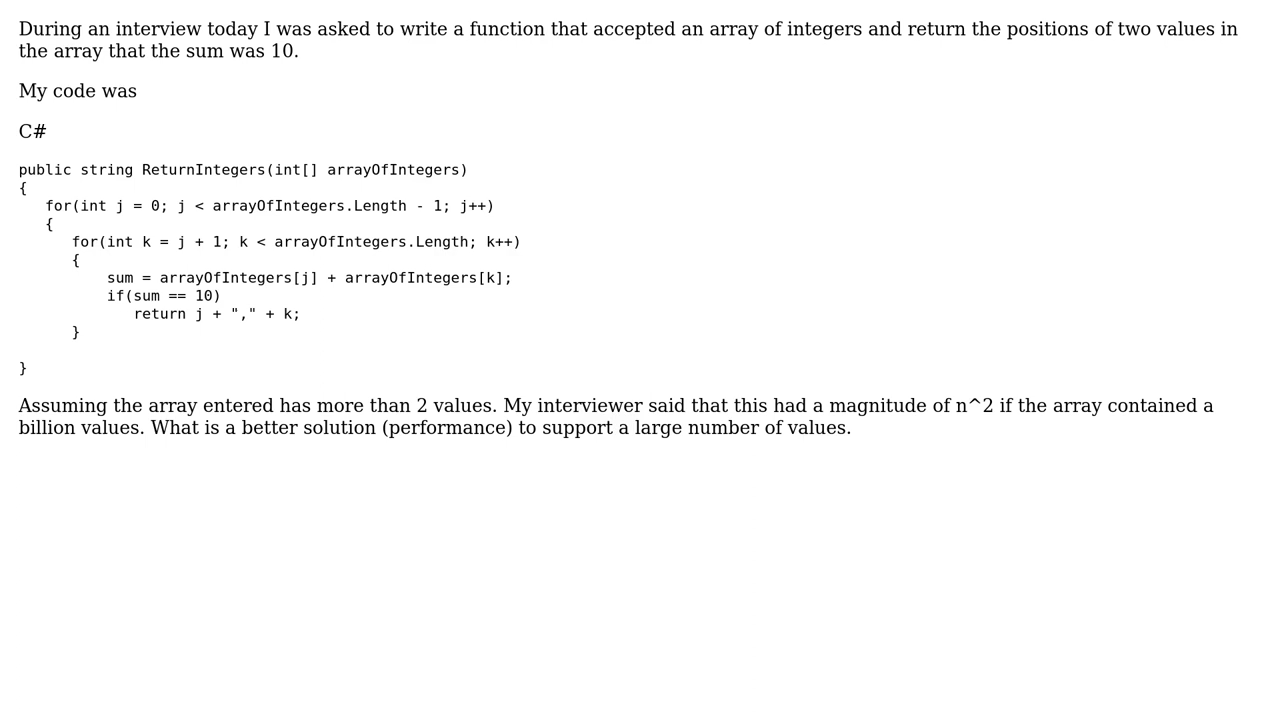 During an interview today I was asked to write a function that accepted an array of integers and return the positions of two values in
the array that the sum was 10.
My code was
C#
public string ReturnIntegers(int[] arrayOfIntegers)
{
   for(int j = 0; j < arrayOfIntegers.Length - 1; j++)
   {
      for(int k = j + 1; k < arrayOfIntegers.Length; k++)
      {
          sum = arrayOfIntegers[j] + arrayOfIntegers[k];
          if(sum == 10)
             return j + "," + k;
      }
}
Assuming the array entered has more than 2 values. My interviewer said that this had a magnitude of n^2 if the array contained a
billion values. What is a better solution (performance) to support a large number of values.